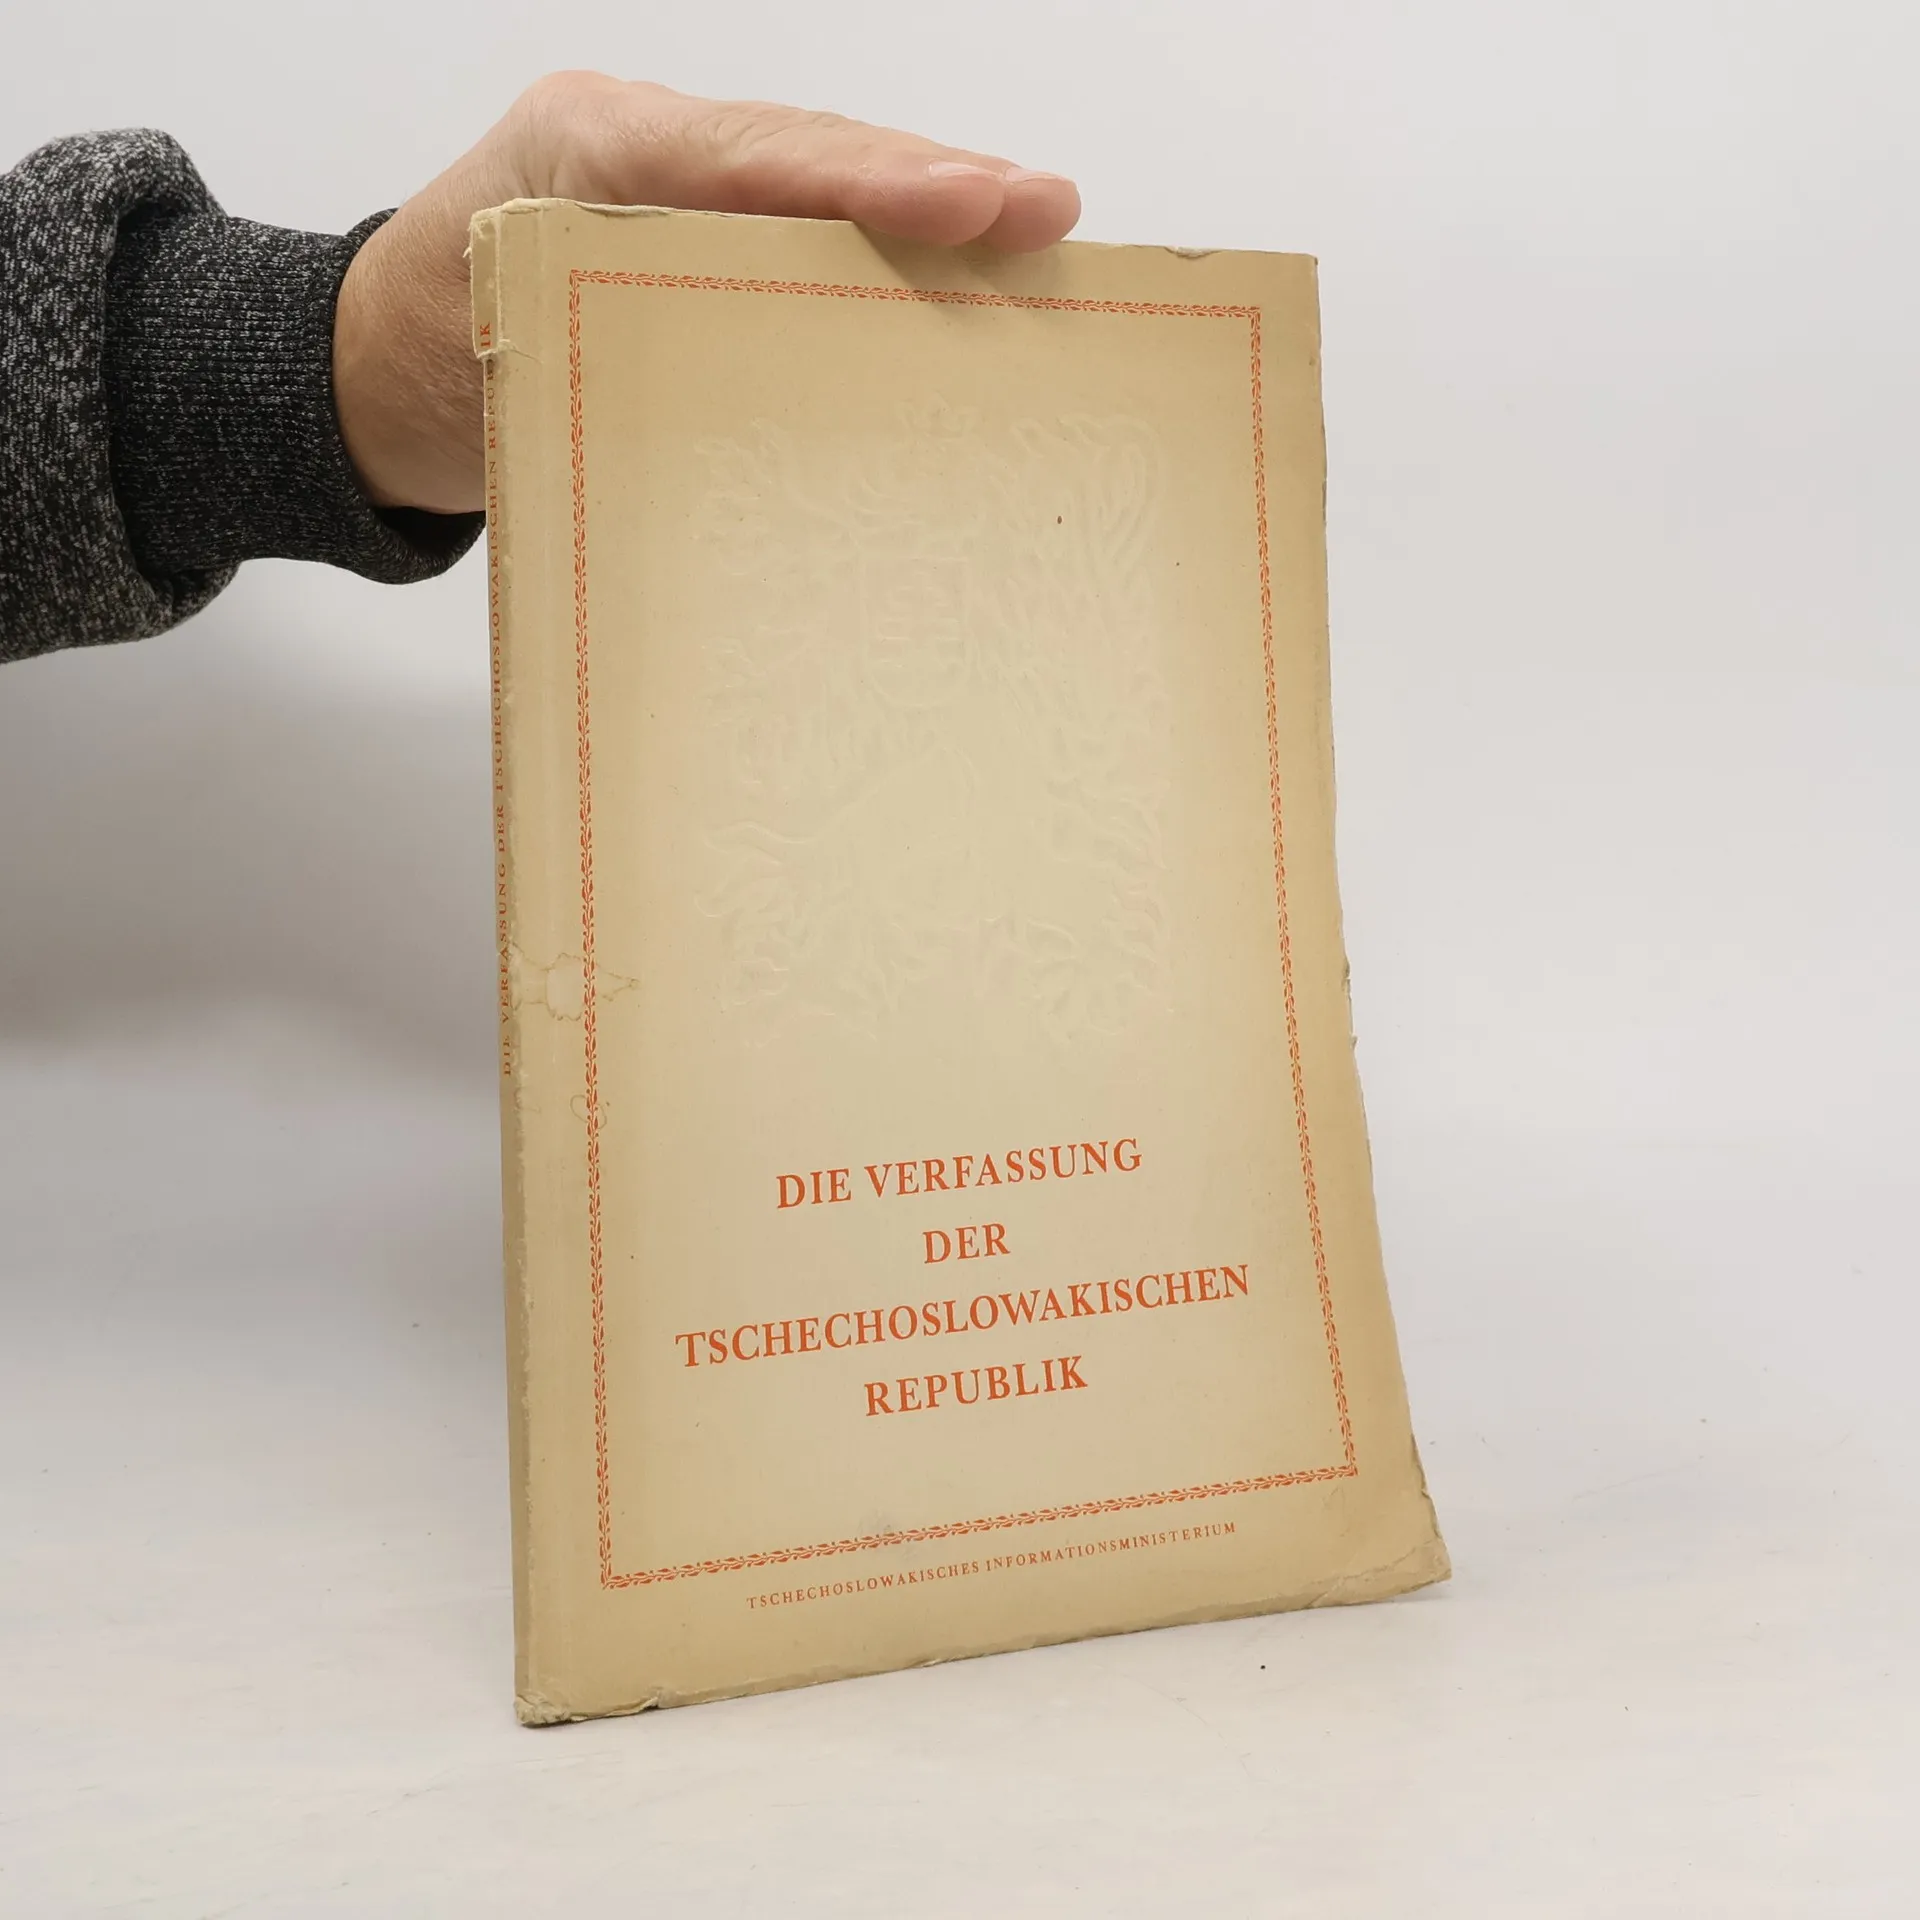 DIE VERFASSUNG DER TSCHECHOSLOWAKISCHEN REPUBLIK
DIE VERFASSUNG
DER
TSCHECHOSLOWAKISCHEN
REPUBLIK
TSCHECHOSLOWAKISCHES INFORMATIONSMINISTERIUM